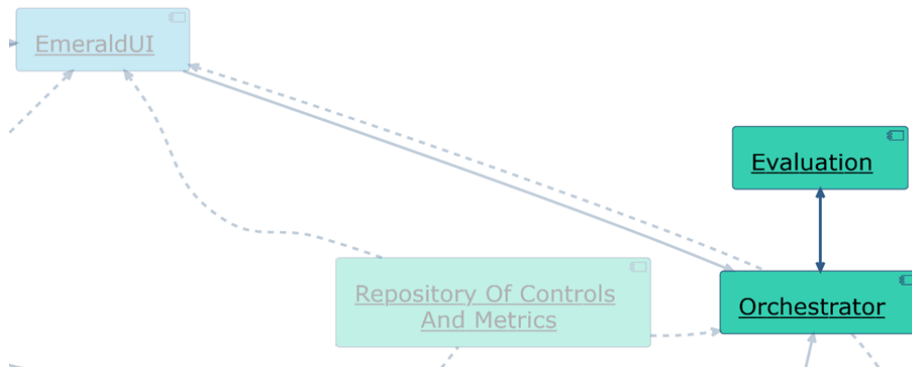 EmeraldUI
Evaluation
Repository Of Controls
And Metrics
Orchestrator